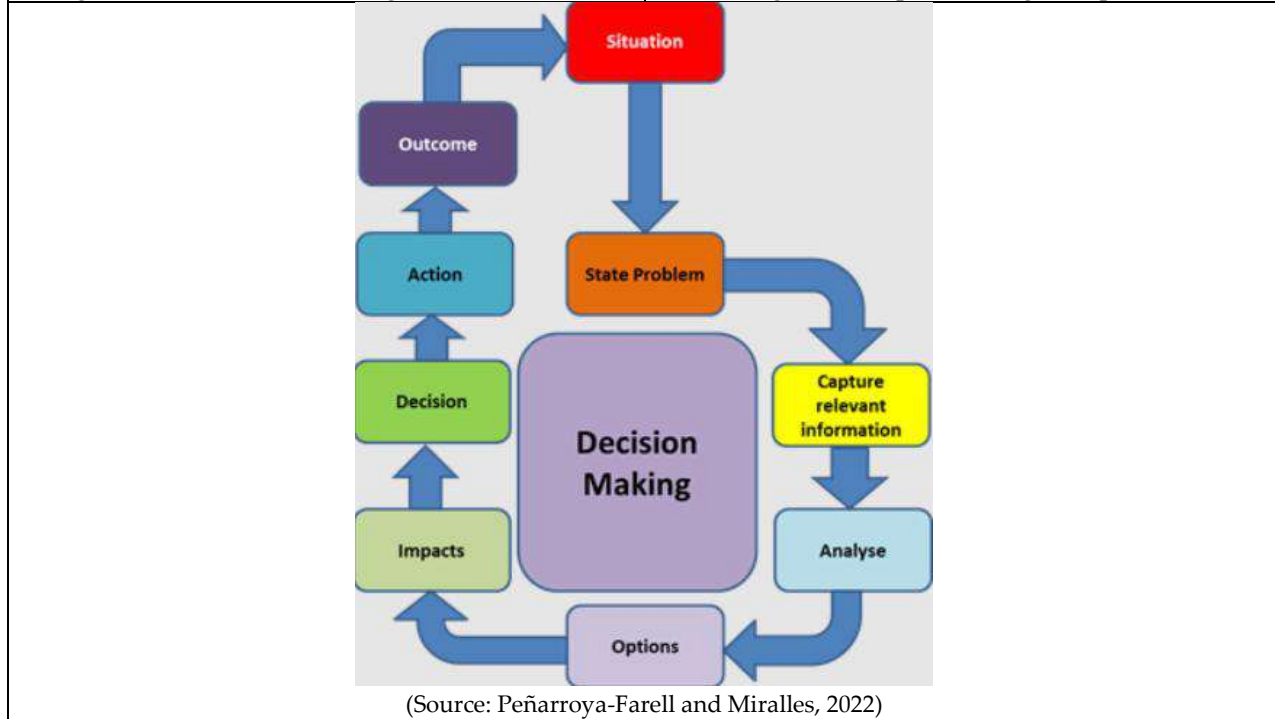 Situation
Outcome
Action
State Problem
Decision
Capture
relevant
information
Decision
Making
Impacts
Analyse
Options
(Source: Peñarroya-Farell and Miralles, 2022)